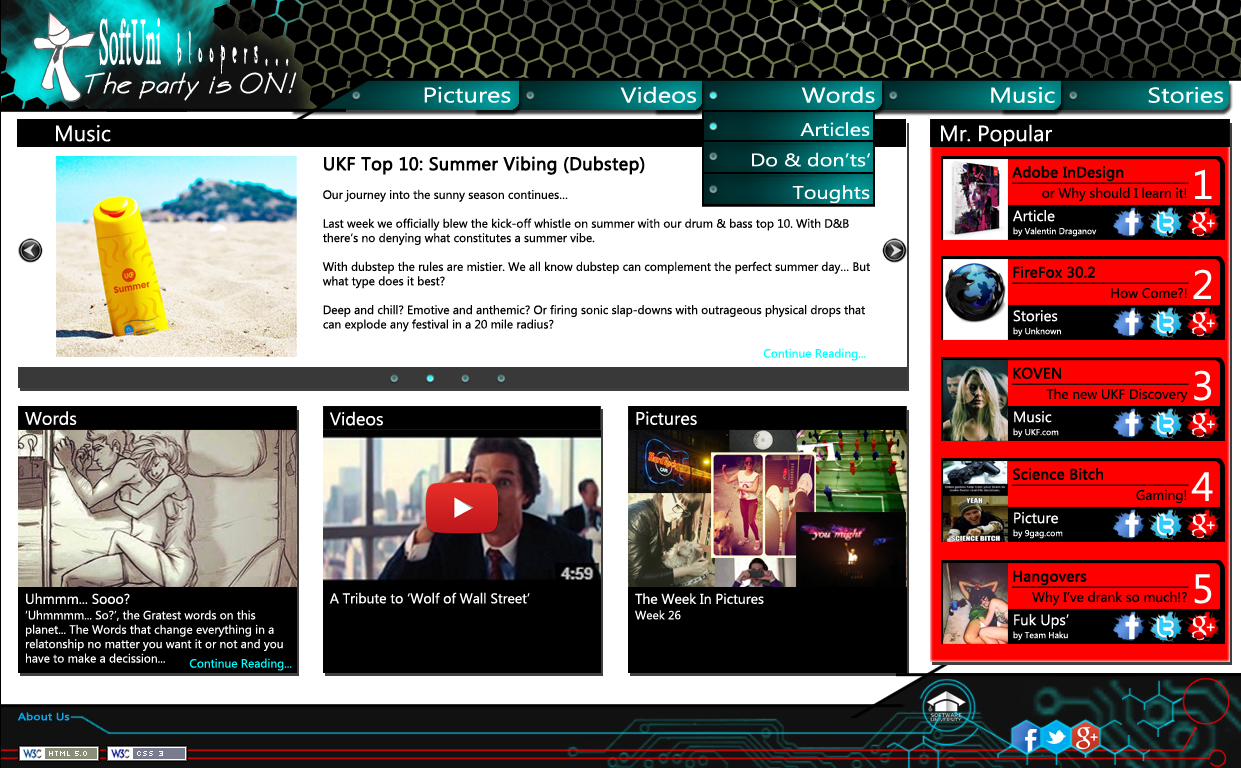 SoftUni bloopers...
The party is ON!
Pictures
Videos
Words
Music
Stories
Articles
Do & don'ts'
Toughts
Music
UKF Top 10: Summer Vibing (Dubstep)
Our journey into the sunny season continues...
Last week we officially blew the kick-off whistle on summer with our drum & bass top 10. With D&B
there's no denying what constitutes a summer vibe.
With dubstep the rules are mistier. We all know dubstep can complement the perfect summer day... But
what type does it best?
Deep and chill? Emotive and anthemic? Or firing sonic slap-downs with outrageous physical drops that
can explode any festival in a 20 mile radius?
Continue Reading...
UKF
Summer
Mr. Popular
Adobe InDesign
or Why should I learn it!
1
Article
by Valentin Draganov
FireFox 30.2
How Come?!
2
Stories
by Unknown
KOVEN
The new UKF Discovery
3
Music
by UKF.com
Science Bitch
Gaming!
4
Picture
by 9gag.com
YEAH
SCIENCE BITCH
Hangovers
Why I've drank so much!?
5
Fuk Ups'
by Team Haku
Words
Uhmmm... Sooo?
'Uhmmmm... So?', the Gratest words on this
planet... The Words that change everything in a
relatonship no matter you want it or not and you
have to make a decission...
Continue Reading...
Videos
4:59
A Tribute to 'Wolf of Wall Street'
Pictures
you might
The Week In Pictures
Week 26
About Us
W3C HTML 5.0
W3C CSS 3
SOFTWARE
UNIVERSITY